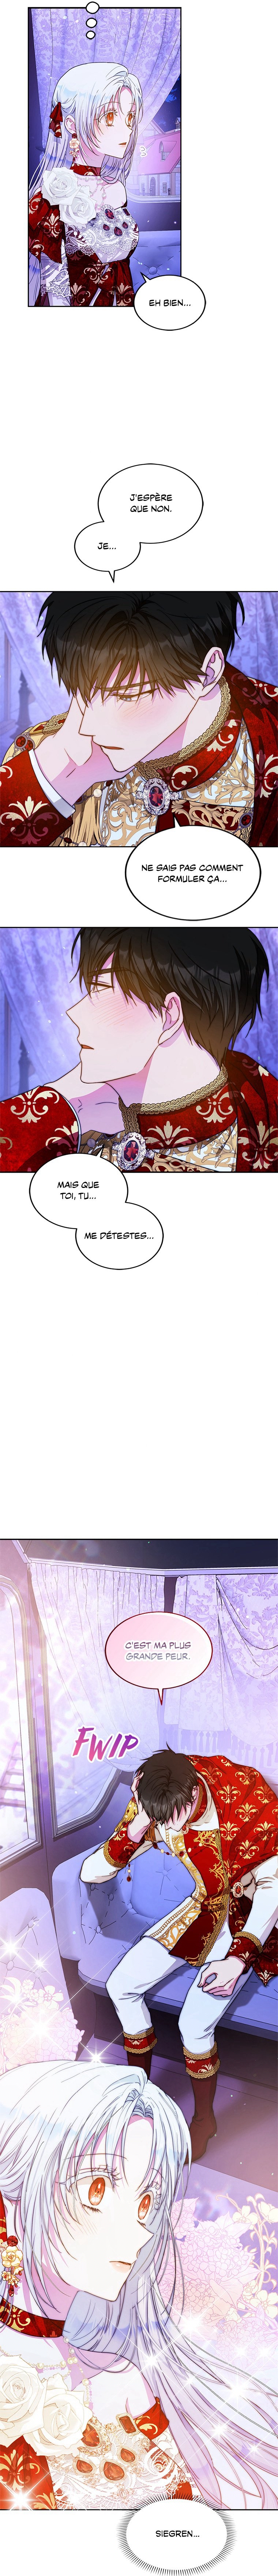 EH BIEN...
J'ESPÈRE
QUE NON.
JE...
NE SAIS PAS COMMENT
FORMULER ÇA...
MAIS QUE
TOI, TU...
ME DÉTESTES...
C'EST MA PLUS
GRANDE PEUR.
FWIP
SIEGREN...